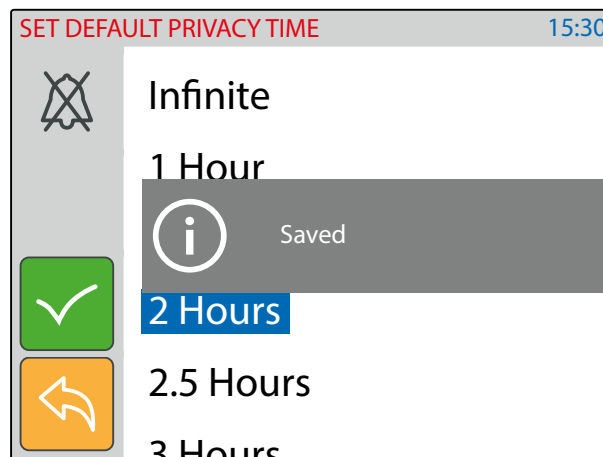 SET DEFAULT PRIVACY TIME 15:30
Infinite
1 Hour
Saved
2 Hours
2.5 Hours
3 Hours